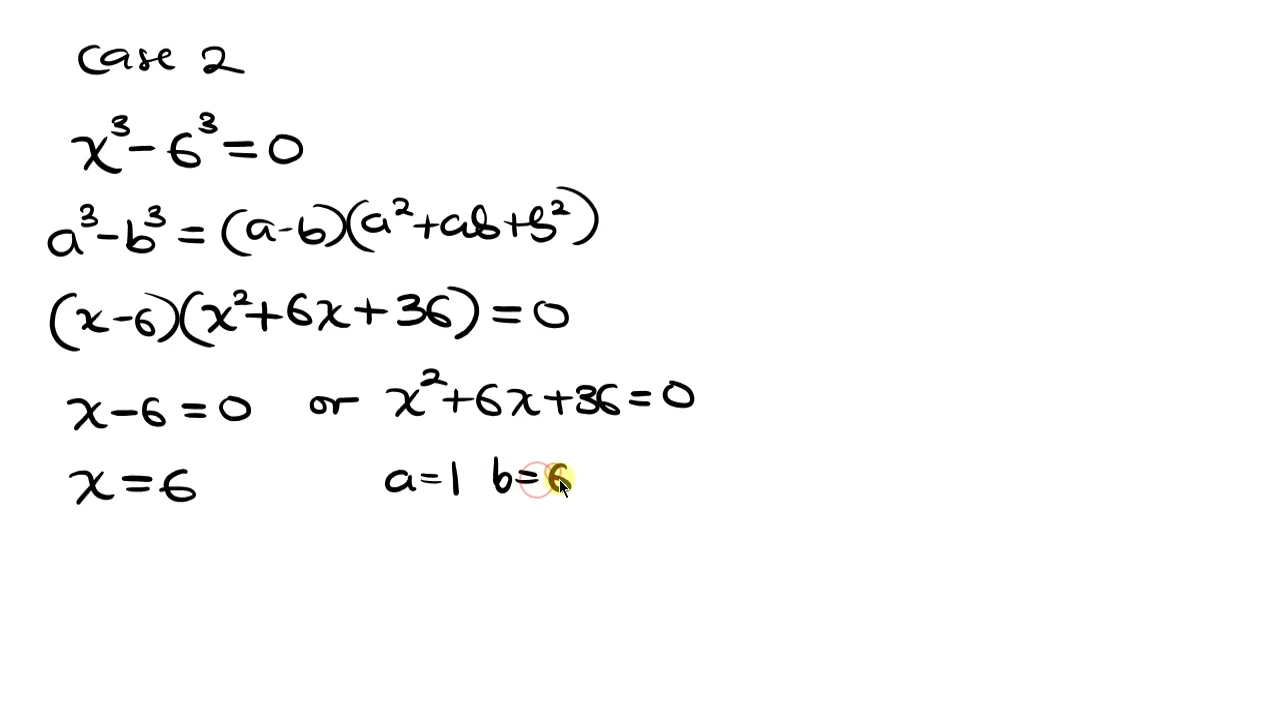 Case 2
x³-6³=0
a³-b³=(a-b)(a²+ab+b²)
(x-6)(x²+6x+36)=0
x-6=0 or x²+6x+36=0
x=6 a=1 b=6